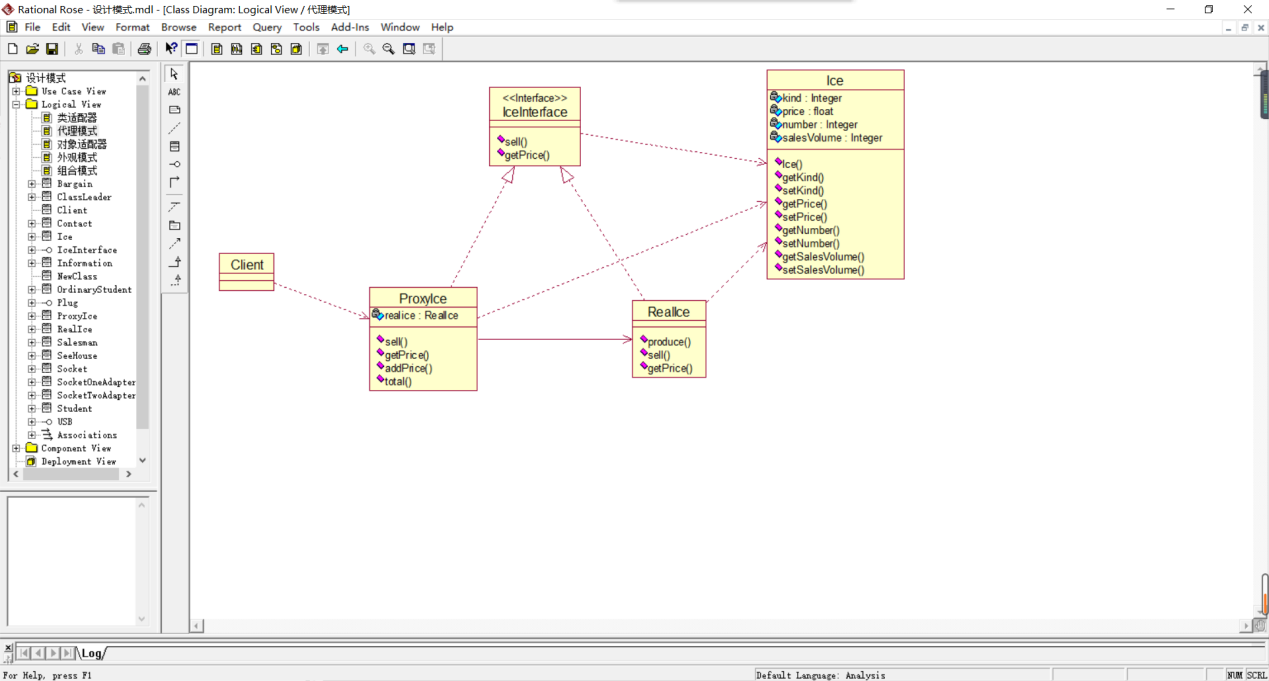 Rational Rose - 设计模式.mdl - [Class Diagram: Logical View / 代理模式]
File Edit View Format Browse Report Query Tools Add-Ins Window Help
设计模式
Use Case View
Logical View
类适配器
代理模式
对象适配器
外观模式
组合模式
Bargain
ClassLeader
Client
Contact
Ice
IceInterface
Information
NewClass
OrdinaryStudent
Plug
ProxyIce
RealIce
Salesman
SeeHouse
Socket
SocketOneAdapter
SocketTwoAdapter
Student
USB
Associations
Component View
Deployment View
ABC
<<Interface>>
IceInterface
sell()
getPrice()
Ice
kind : Integer
price : float
number : Integer
salesVolume : Integer
Ice()
getKind()
setKind()
getPrice()
setPrice()
getNumber()
setNumber()
getSalesVolume()
setSalesVolume()
Client
ProxyIce
realice : RealIce
sell()
getPrice()
addPrice()
total()
RealIce
produce()
sell()
getPrice()
Log
For Help, press F1
Default Language: Analysis
NUM SCRL